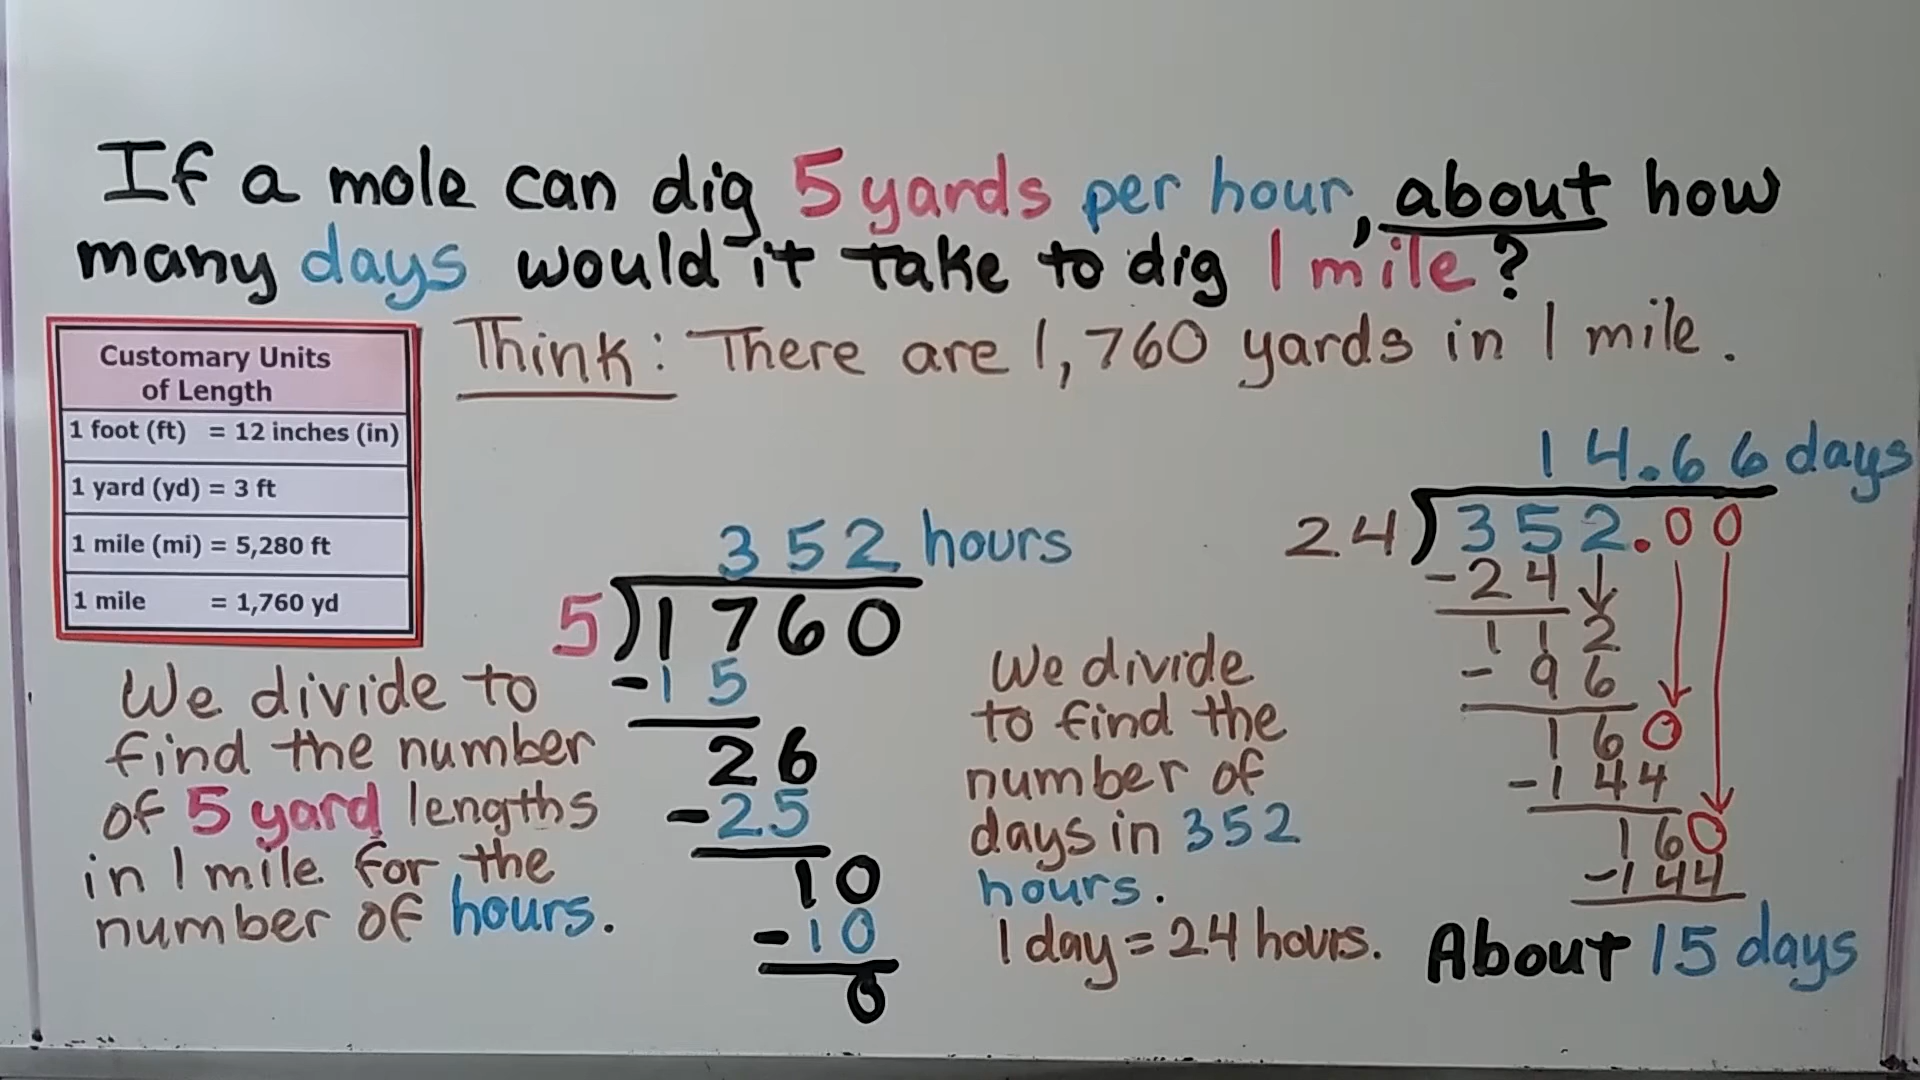 If a mole can dig 5 yards per hour, about how
many days would it take to dig 1 mile?
Think: There are 1,760 yards in 1 mile.
Customary Units
of Length
1 foot (ft) = 12 inches (in)
1 yard (yd) = 3 ft
1 mile (mi) = 5,280 ft
1 mile = 1,760 yd
We divide to
find the number
of 5 yard lengths
in 1 mile for the
number of hours.
352 hours
5)1760
-15
26
-25
10
-10
0
We divide
to find the
number of
days in 352
hours.
1 day = 24 hours.
14.66 days
24)352.00
-24
112
-96
160
-144
160
-144
About 15 days